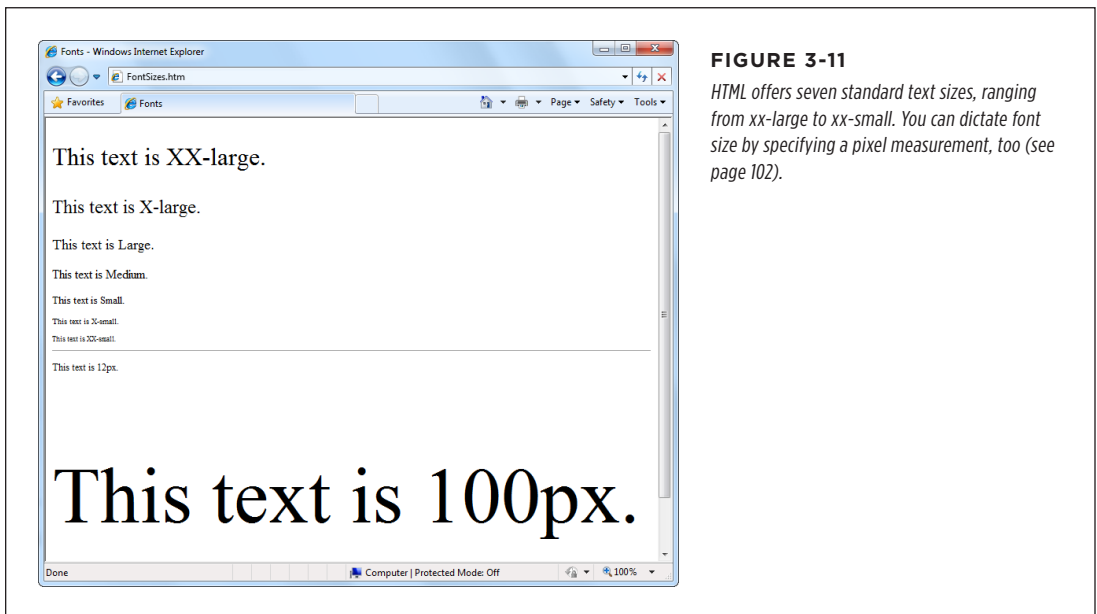 Fonts - Windows Internet Explorer
FontSizes.htm
Favorites
Fonts
Page
Safety
Tools
This text is XX-large.
This text is X-large.
This text is Large.
This text is Medium.
This text is Small.
This text is X-small.
This text is XX-small.
This text is 12px.
This text is 100px.
Done
Computer | Protected Mode: Off
100%
FIGURE 3-11
HTML offers seven standard text sizes, ranging
from xx-large to xx-small. You can dictate font
size by specifying a pixel measurement, too (see
page 102).